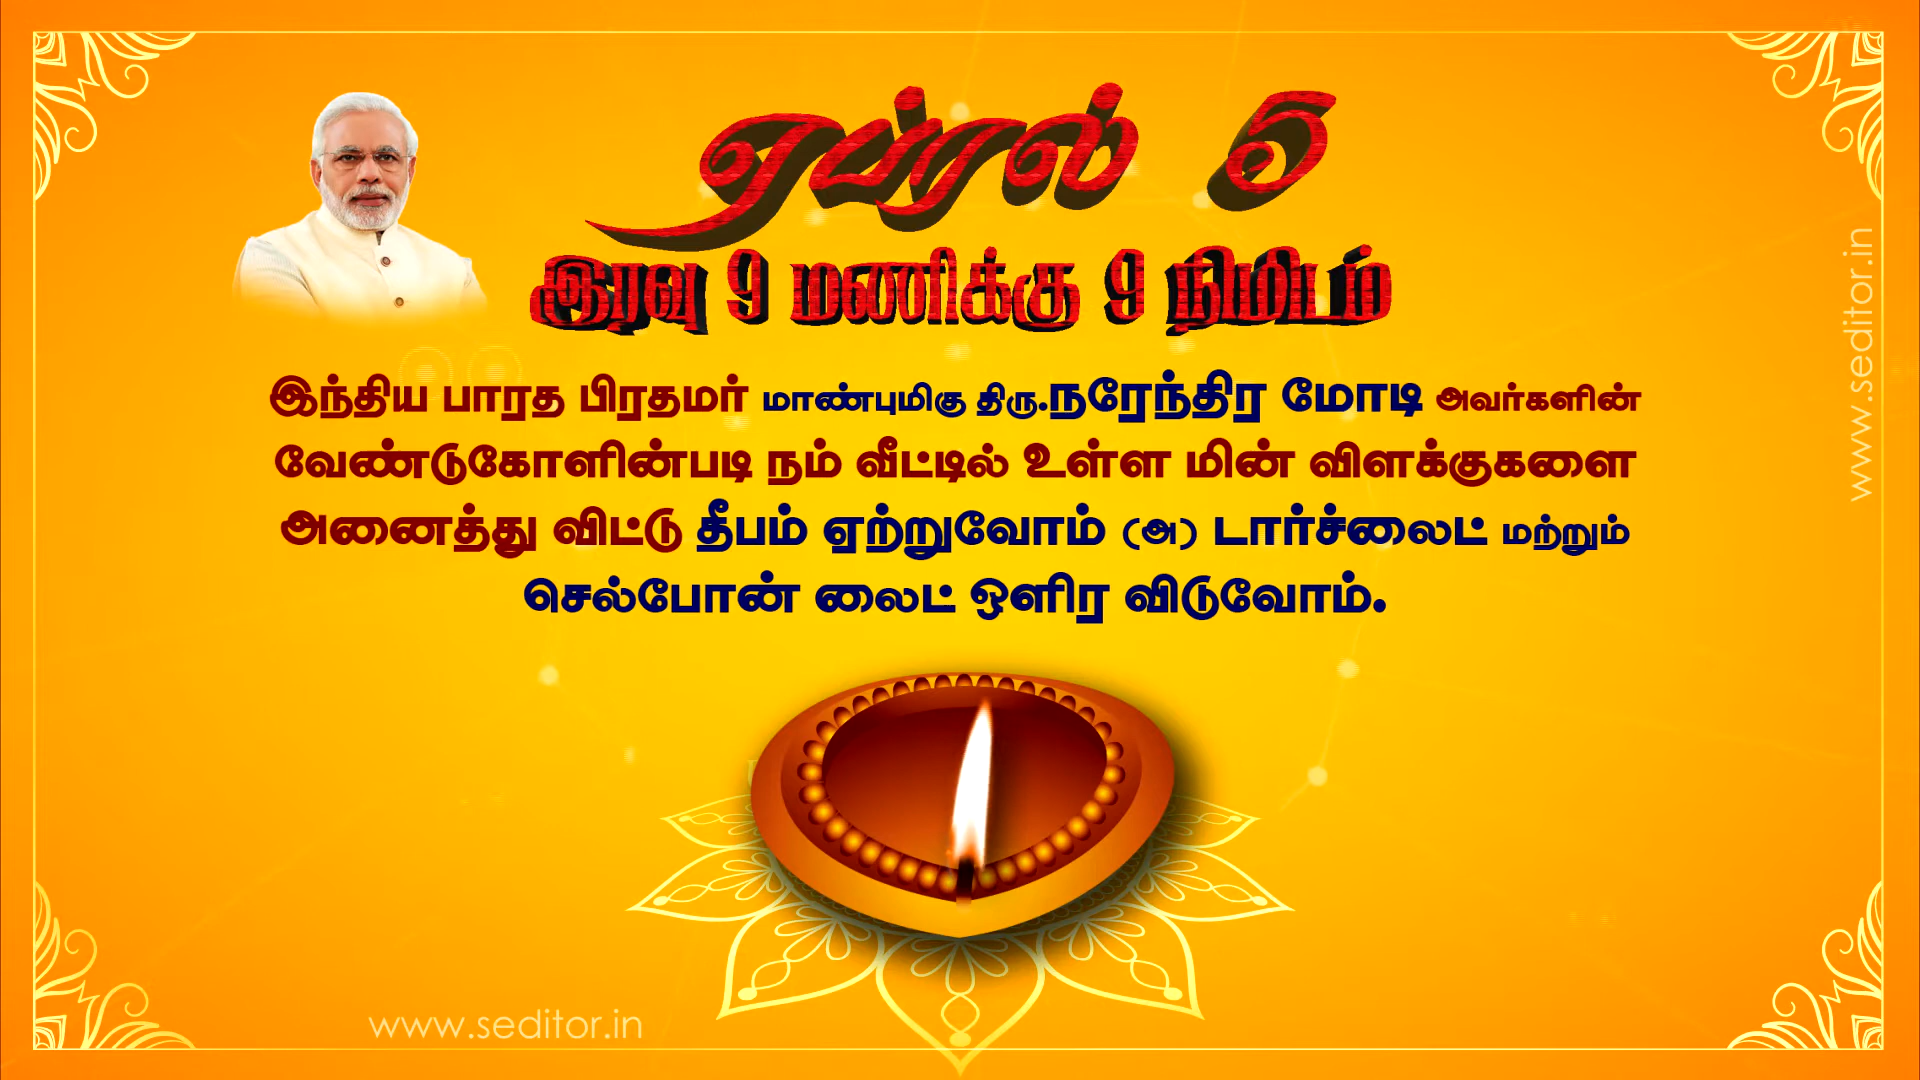 ஏப்ரல் 5
இரவு 9 மணிக்கு 9 நிமிடம்
இந்திய பாரத பிரதமர் மாண்புமிகு திரு.நரேந்திர மோடி அவர்களின்
வேண்டுகோளின்படி நம் வீட்டில் உள்ள மின் விளக்குகளை
அனைத்து விட்டு தீபம் ஏற்றுவோம் (அ) டார்ச்லைட் மற்றும்
செல்போன் லைட் ஒளிர விடுவோம்.
www.seditor.in
www.seditor.in